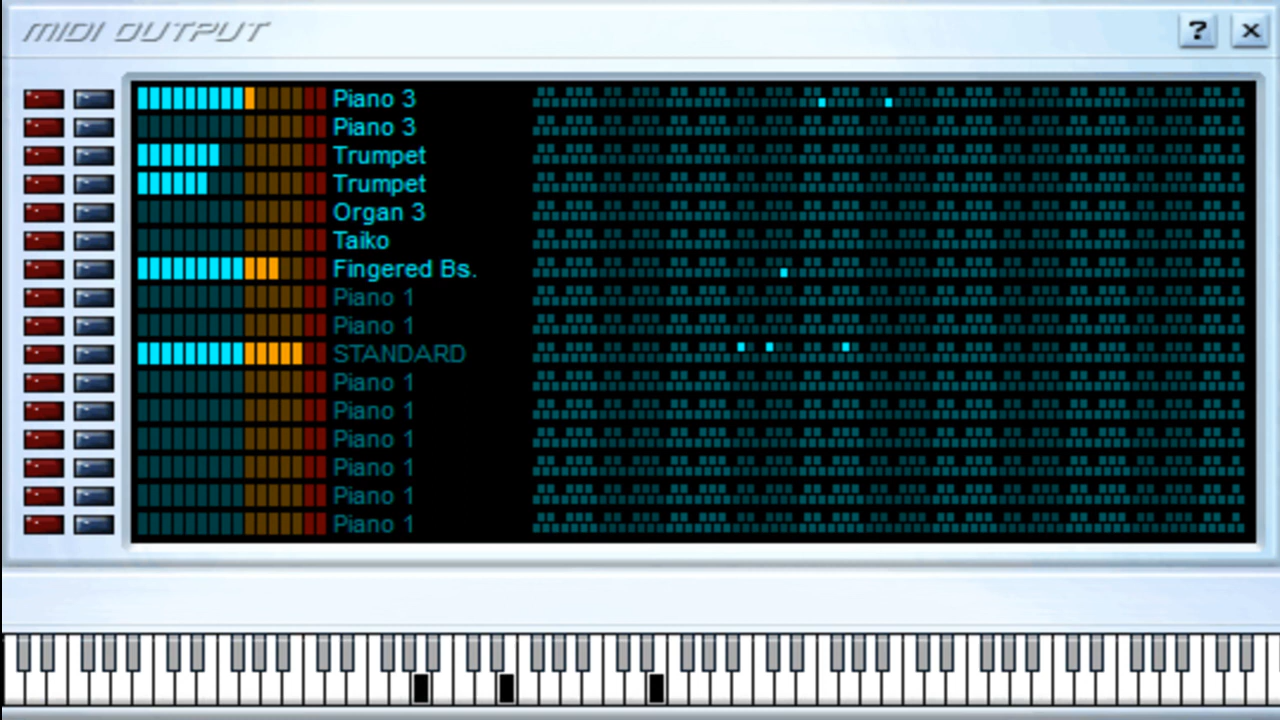 MIDI OUTPUT
? ×
Piano 3
Piano 3
Trumpet
Trumpet
Organ 3
Taiko
Fingered Bs.
Piano 1
Piano 1
STANDARD
Piano 1
Piano 1
Piano 1
Piano 1
Piano 1
Piano 1